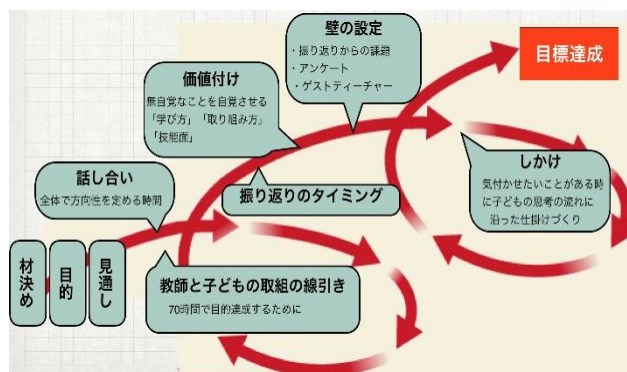 壁の設定
・振り返りからの課題
・アンケート
・ゲストティーチャー
目標達成
価値付け
無自覚なことを自覚させる
「学び方」「取り組み方」
「技能面」
しかけ
気付かせたいことがある時
に子どもの思考の流れに
沿った仕掛けづくり
話し合い
全体で方向性を定める時間
振り返りのタイミング
材決め
目的
見通し
教師と子どもの取組の線引き
70時間で目的達成するために